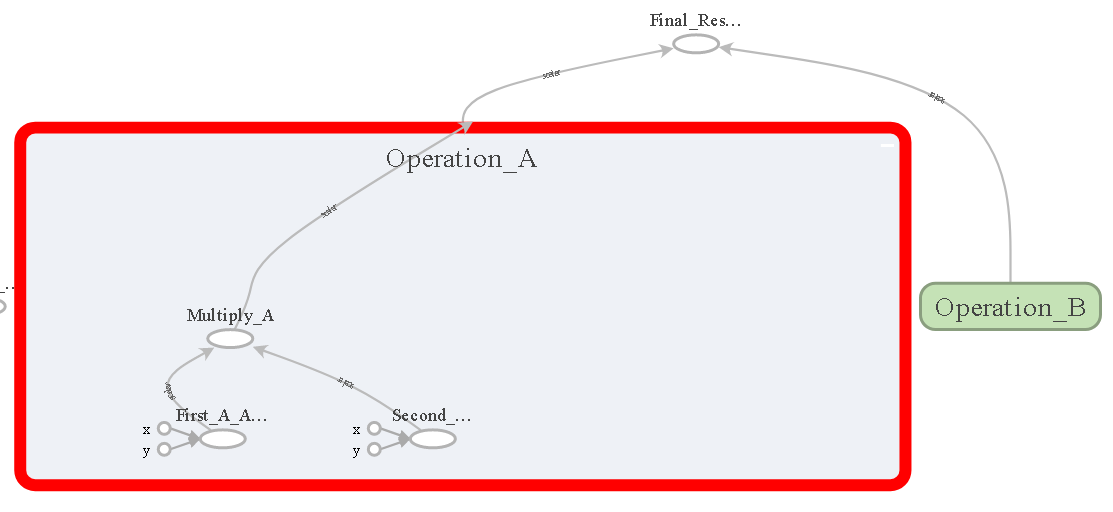 Final_Res...
scalar
scalar
Operation_A
scalar
Operation_B
Multiply_A
scalar
scalar
First_A_A...
Second_...
x
x
y
y